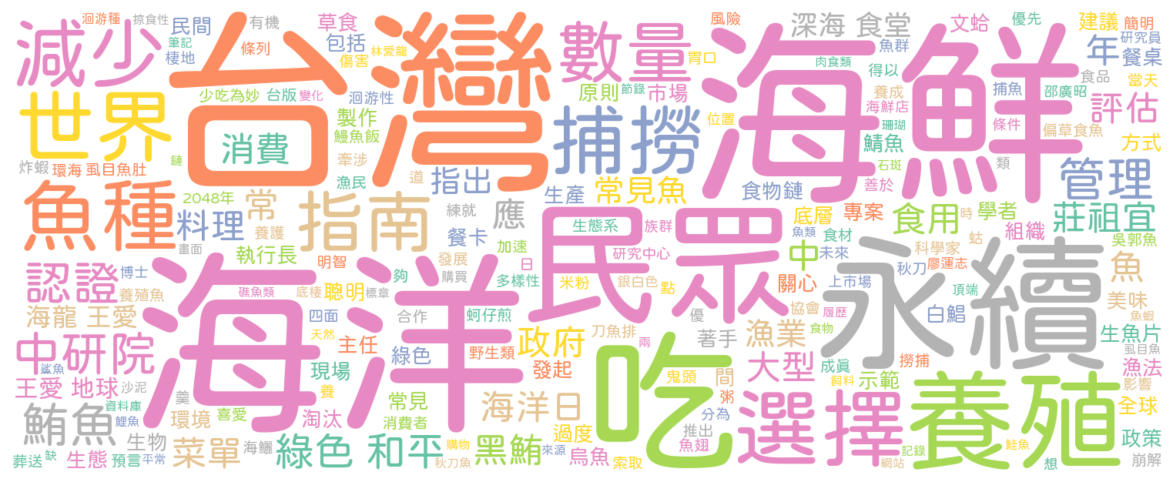 減少
台灣
海鮮
數量
世界
捕撈
消費
魚種
指南
民眾
管理
永續
海洋
認證
中研院
吃
選擇
養殖
洄游種
掠食性
有機
草食
民間
筆記
棲地
條列
包括
林愛龍
傷害
風險
胃口
深海 食堂
文蛤
優先
建議
簡明
年
研究員
餐桌
魚群
肉食類
得以
食品
當天
少吃為妙
台版
變化
洄游性
原則
節錄
市場
養成
捕魚
邵廣昭
評估
位置
海鮮店
珊瑚
條件
偏草食魚
製作
鰻魚飯
鯖魚
方式
炸蝦
環海
虱目魚肚
鏈
牽涉
漁民
道
指出
生產
常見魚
食物鏈
石斑
善於
類
2048年
料理
常
養護
畫面
練就
應
餐卡
生態系
族群
底層
專案
食用
時
學者
組織
莊祖宜
蛄
吳郭魚
執行長
明智
發展
加速
購買
日
多樣性
研究中心
中
魚類
食材
未來
科學家
廖運志
魚
博士
養殖魚
礁魚類
底棲
聰明
標章
夠
米粉
銀白色
點
關心
上市場
秋刀
頂端
美味
魚蝦
海龍 王愛
四面
天然
合作
蚵仔煎
優
協會
履歷
白鯧
生魚片
主任
綠色
野生類
政府
刀魚排
著手
漁業
食物
成真
撈捕
虱目魚
鯊魚
沙泥
現場
發起
兩
大型
間
鬼頭
飼料
示範
漁法
王愛 地球
養
羹
影響
資料庫
鯉魚
環境
喜愛
淘汰
常見
消費者
海洋日
粥
分為
全球
鮪魚
生物
海鱺
菜單
綠色 和平
購物
秋刀魚
黑鮪
過度
來源
烏魚
推出
魚翅
索取
記錄
網站
鮭魚
想
政策
崩解
葬送
缺
生態
預言
平常